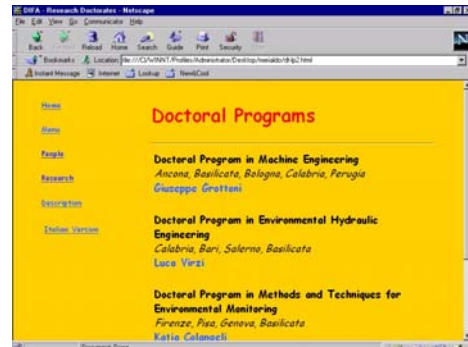 DIFA - Research Doctorates - Netscape
File Edit View Go Communicator Help
Back Reload Home Search Guide Print Security
Bookmarks Location:
Instant Message Internet Lookup New&Cool
Home
Menu
People
Research
Description
Italian Version
Doctoral Programs
Doctoral Program in Machine Engineering
Ancona, Basilicata, Bologna, Calabria, Perugia
Giuseppe Grottoni
Doctoral Program in Environmental Hydraulic
Engineering
Calabria, Bari, Salerno, Basilicata
Luca Virzi
Doctoral Program in Methods and Techniques for
Environmental Monitoring
Firenze, Pisa, Genova, Basilicata
Katia Colangeli
Document: Done